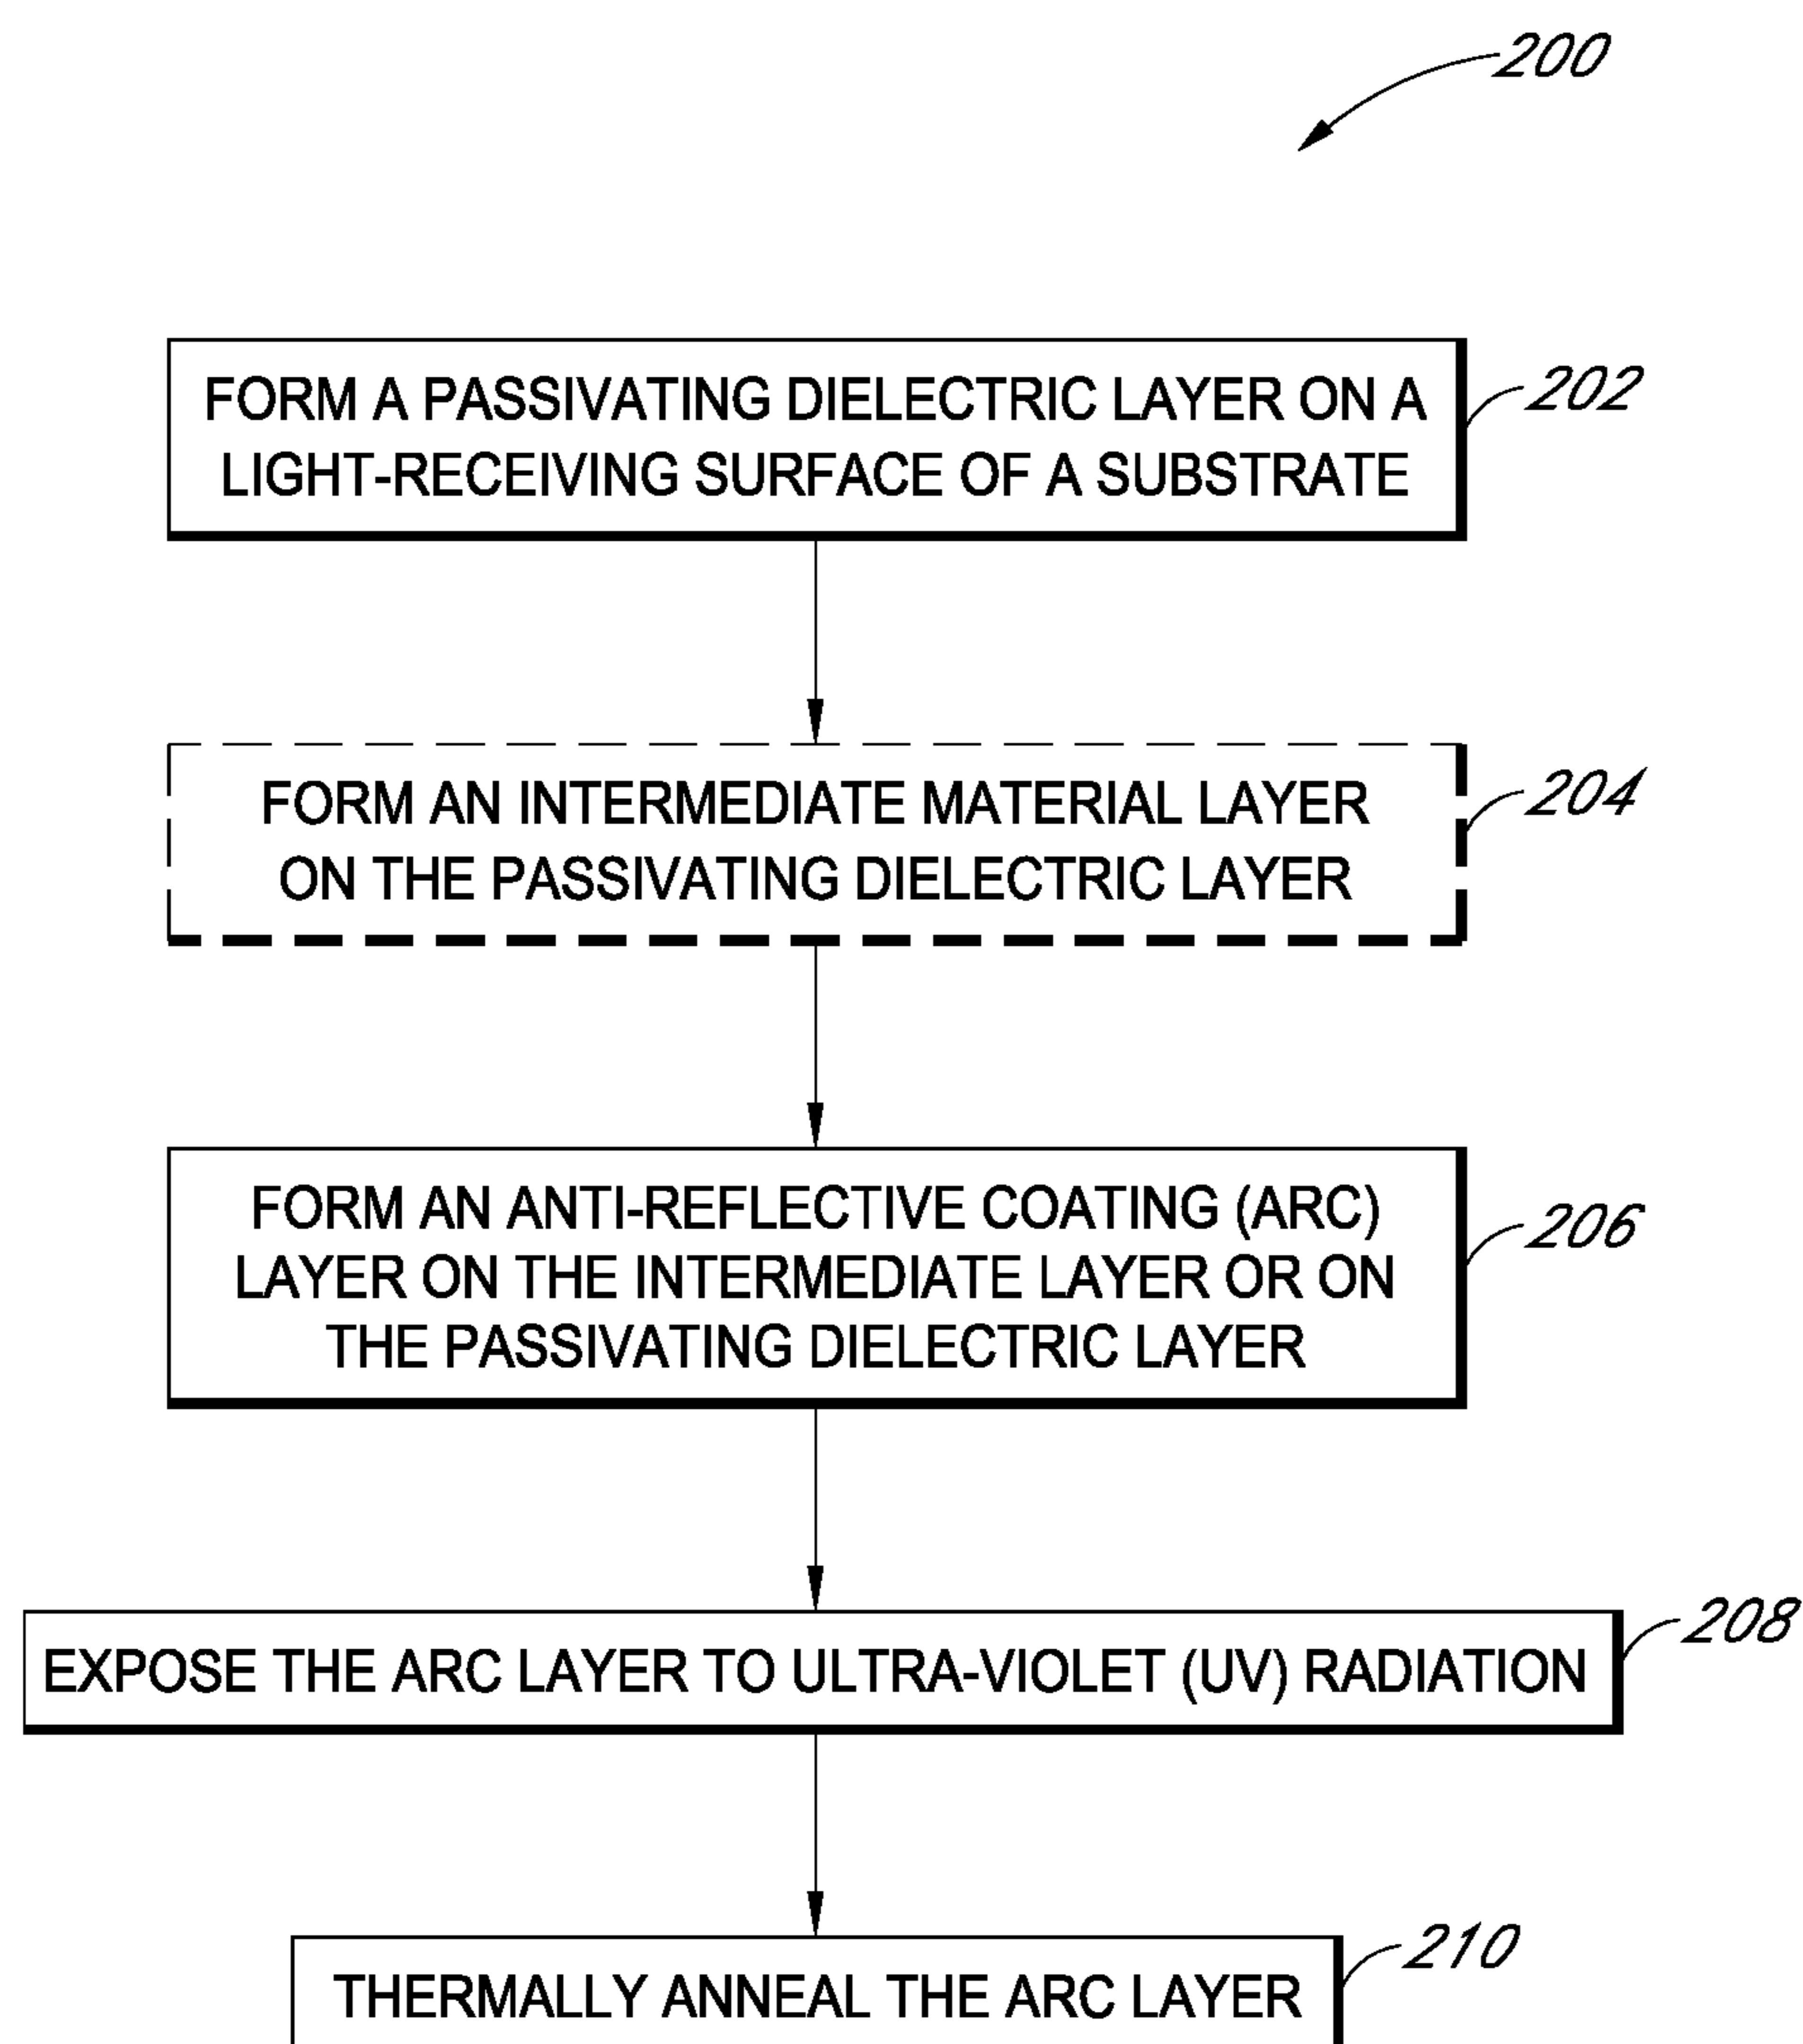 200
FORM A PASSIVATING DIELECTRIC LAYER ON A
LIGHT-RECEIVING SURFACE OF A SUBSTRATE
202
FORM AN INTERMEDIATE MATERIAL LAYER
ON THE PASSIVATING DIELECTRIC LAYER
204
FORM AN ANTI-REFLECTIVE COATING (ARC)
LAYER ON THE INTERMEDIATE LAYER OR ON
THE PASSIVATING DIELECTRIC LAYER
206
EXPOSE THE ARC LAYER TO ULTRA-VIOLET (UV) RADIATION
208
THERMALLY ANNEAL THE ARC LAYER
210